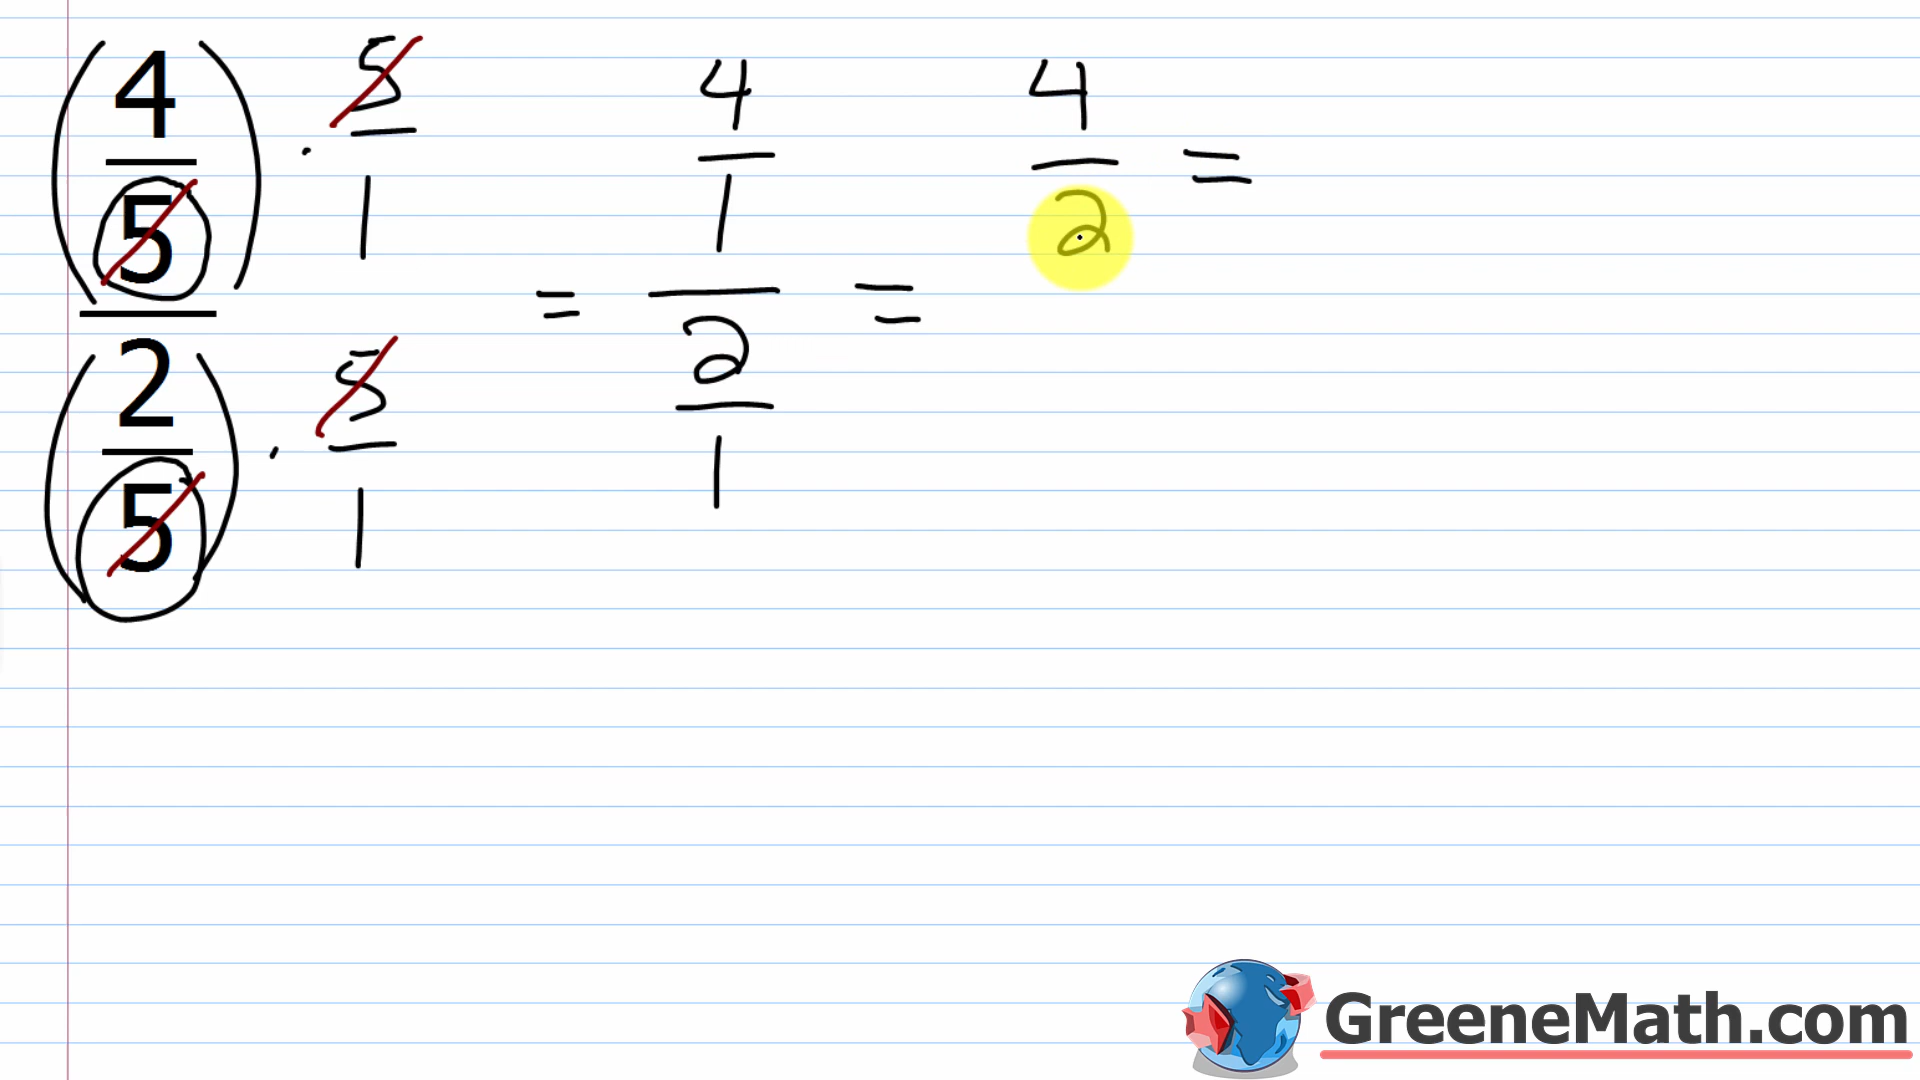 (4/5) · 5/1 = 4/1 = 4/2 =
(2/5) · 5/1 2/1
GreeneMath.com